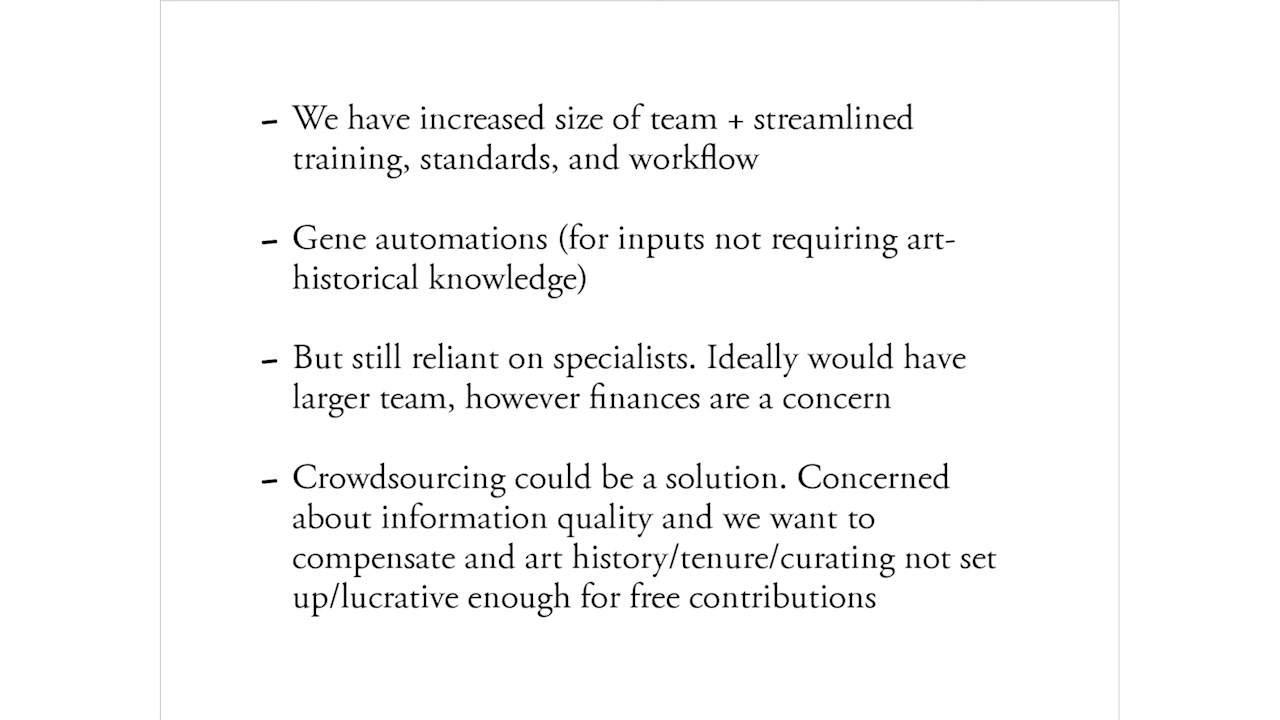 - We have increased size of team + streamlined
training, standards, and workflow
- Gene automations (for inputs not requiring art-
historical knowledge)
- But still reliant on specialists. Ideally would have
larger team, however finances are a concern
- Crowdsourcing could be a solution. Concerned
about information quality and we want to
compensate and art history/tenure/curating not set
up/lucrative enough for free contributions